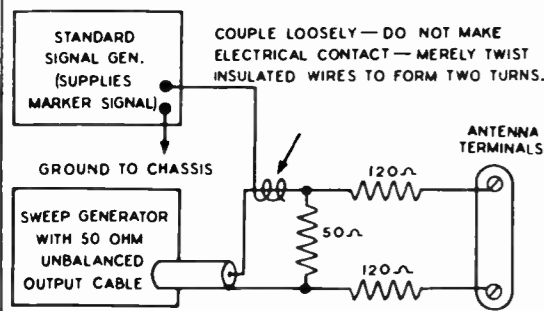 STANDARD
SIGNAL GEN.
(SUPPLIES
MARKER SIGNAL)
COUPLE LOOSELY — DO NOT MAKE
ELECTRICAL CONTACT — MERELY TWIST
INSULATED WIRES TO FORM TWO TURNS.
GROUND TO CHASSIS
ANTENNA
TERMINALS
120Ω
SWEEP GENERATOR
WITH 50 OHM
UNBALANCED
OUTPUT CABLE
50Ω
120Ω